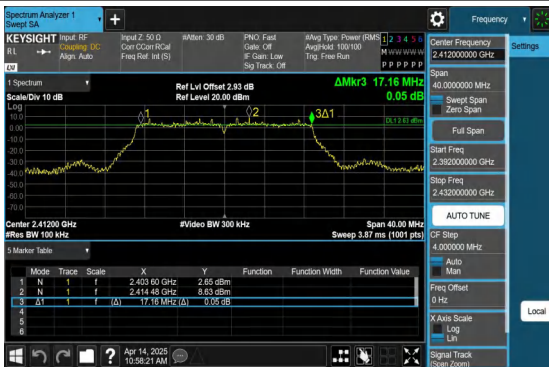 Spectrum Analyzer 1
Swept SA
+
Frequency
KEYSIGHT
RL
LXI
Input: RF
Coupling: DC
Align: Auto
Input Z: 50 Ω
Corr CCorr RCal
Freq Ref: Int (S)
#Atten: 30 dB
PNO: Fast
Gate: Off
IF Gain: Low
Sig Track: Off
#Avg Type: Power (RMS
Avg|Hold: 100/100
Trig: Free Run
1 2 3 4 5 6
M W W W W W
P P P P P P
Center Frequency
2.412000000 GHz
Settings
Span
40.0000000 MHz
Swept Span
Zero Span
Full Span
Start Freq
2.392000000 GHz
Stop Freq
2.432000000 GHz
AUTO TUNE
CF Step
4.000000 MHz
Auto
Man
Freq Offset
0 Hz
X Axis Scale
Log
Lin
Signal Track
(Span Zoom)
Local
1 Spectrum
Scale/Div 10 dB
Ref Lvl Offset 2.93 dB
Ref Level 20.00 dBm
ΔMkr3 17.16 MHz
0.05 dB
Log
10.0
0.00
-10.0
-20.0
-30.0
-40.0
-50.0
-60.0
-70.0
1
2
3Δ1
DL1 2.63 dBm
Center 2.41200 GHz
#Res BW 100 kHz
#Video BW 300 kHz
Span 40.00 MHz
Sweep 3.87 ms (1001 pts)
5 Marker Table
Mode Trace Scale X Y Function Function Width Function Value
1 N 1 f 2.403 60 GHz 2.65 dBm
2 N 1 f 2.414 48 GHz 8.63 dBm
3 Δ1 1 f (Δ) 17.16 MHz (Δ) 0.05 dB
4
5
6
?
Apr 14, 2025
10:58:21 AM